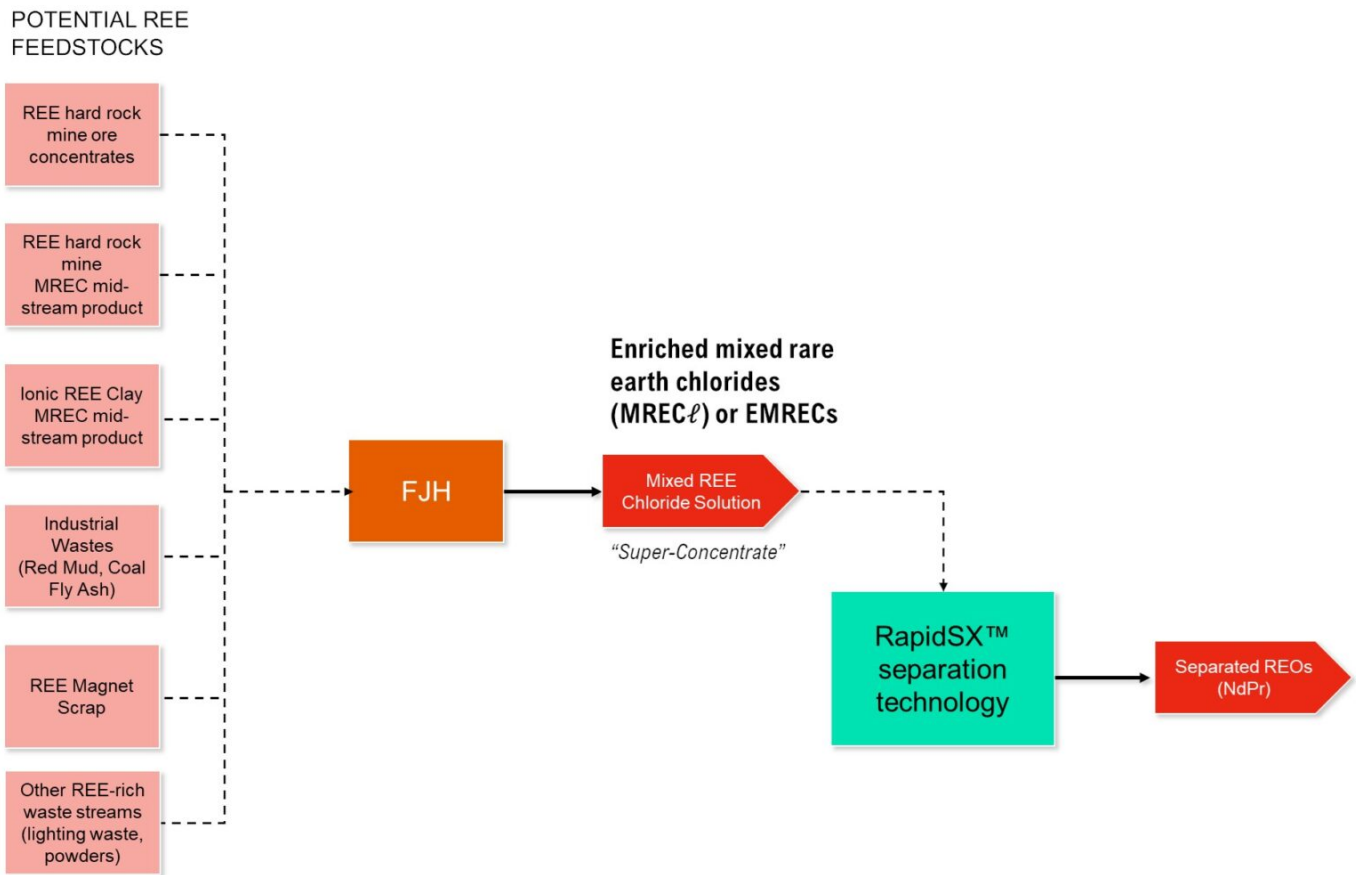 POTENTIAL REE
FEEDSTOCKS
REE hard rock
mine ore
concentrates
REE hard rock
mine
MREC mid-
stream product
Ionic REE Clay
MREC mid-
stream product
Industrial
Wastes
(Red Mud, Coal
Fly Ash)
REE Magnet
Scrap
Other REE-rich
waste streams
(lighting waste,
powders)
FJH
Enriched mixed rare
earth chlorides
(MRECℓ) or EMRECs
Mixed REE
Chloride Solution
“Super-Concentrate”
RapidSX™
separation
technology
Separated REOs
(NdPr)